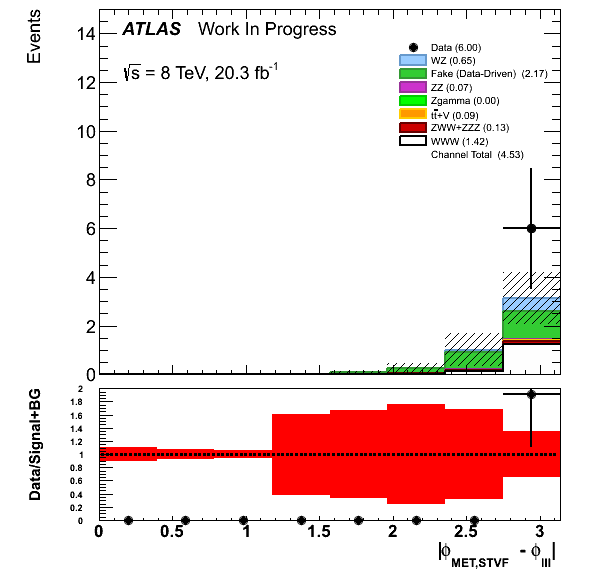 Events
ATLAS Work In Progress
√s = 8 TeV, 20.3 fb⁻¹
Data (6.00)
WZ (0.65)
Fake (Data-Driven) (2.17)
ZZ (0.07)
Zgamma (0.00)
tt̄+V (0.09)
ZWW+ZZZ (0.13)
WWW (1.42)
Channel Total (4.53)
14
12
10
8
6
4
2
0
Data/Signal+BG
2
1.8
1.6
1.4
1.2
1
0.8
0.6
0.4
0.2
0
0 0.5 1 1.5 2 2.5 3
|ϕMET,STVF - ϕlll|